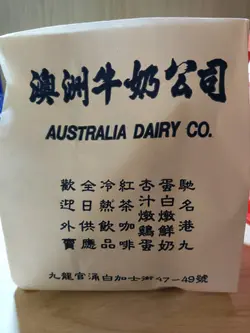 澳洲牛奶公司
AUSTRALIA DAIRY CO.
馳名港九
蛋白燉鮮奶
杏汁燉鷄蛋
紅茶咖啡
冷熱飲品
全日供應
歡迎外賣
九龍官涌白加士街47-49號